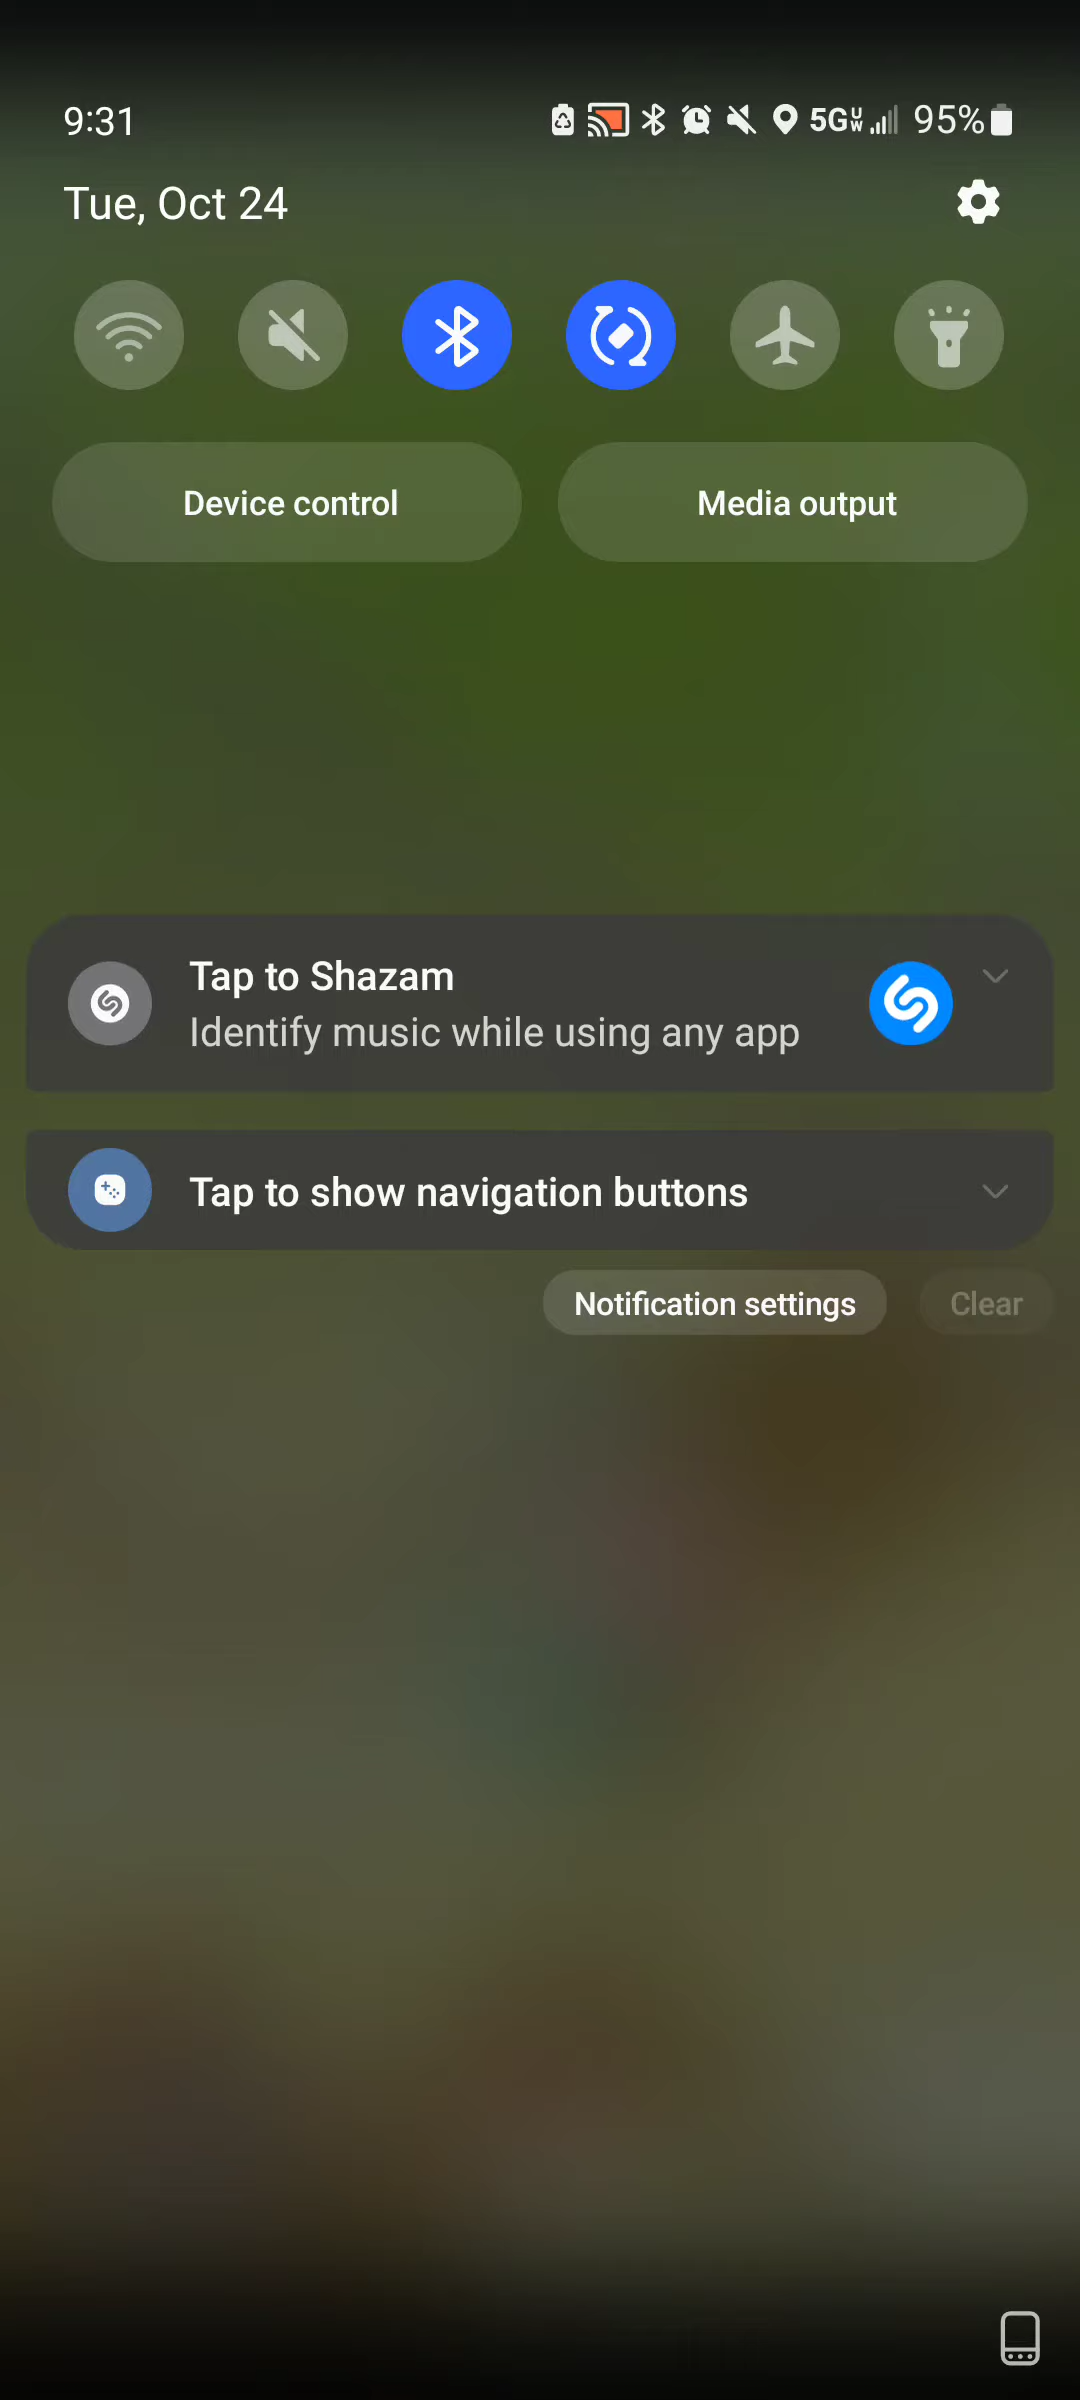 9:31
5G UW 95%
Tue, Oct 24
Device control
Media output
Tap to Shazam
Identify music while using any app
Tap to show navigation buttons
Notification settings
Clear